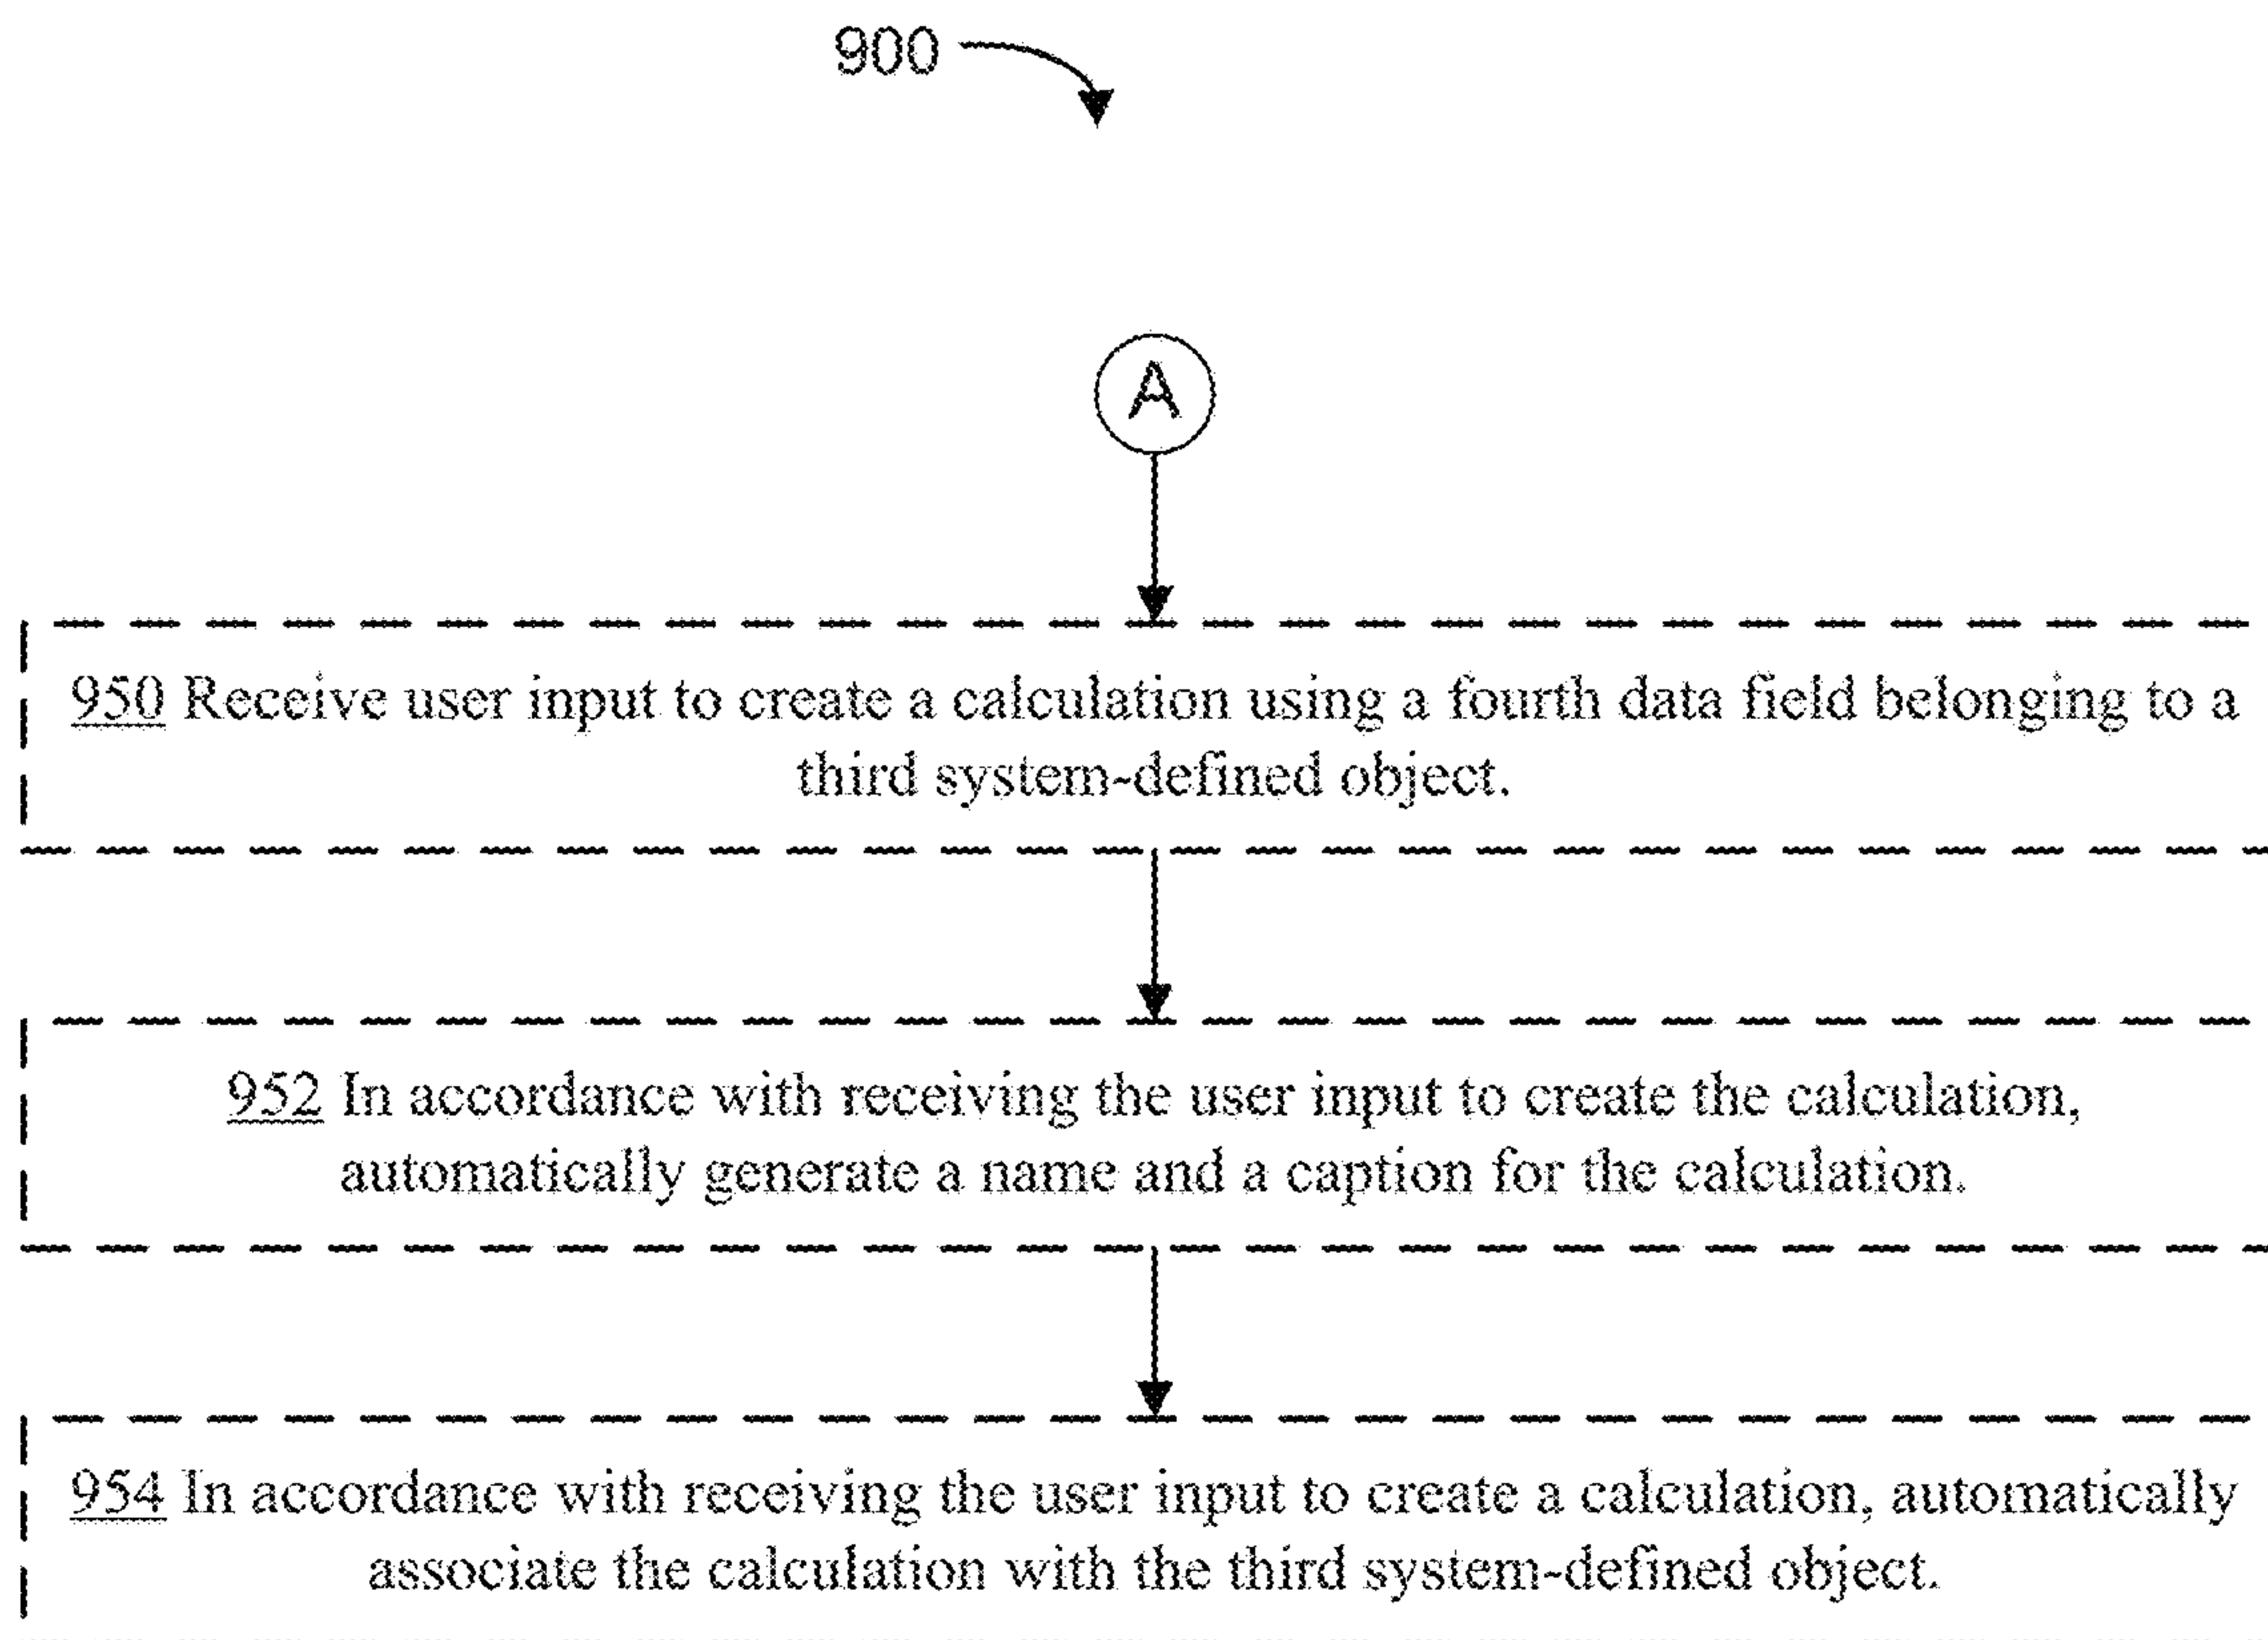 900
A
950 Receive user input to create a calculation using a fourth data field belonging to a
third system-defined object.
952 In accordance with receiving the user input to create the calculation,
automatically generate a name and a caption for the calculation.
954 In accordance with receiving the user input to create a calculation, automatically
associate the calculation with the third system-defined object.